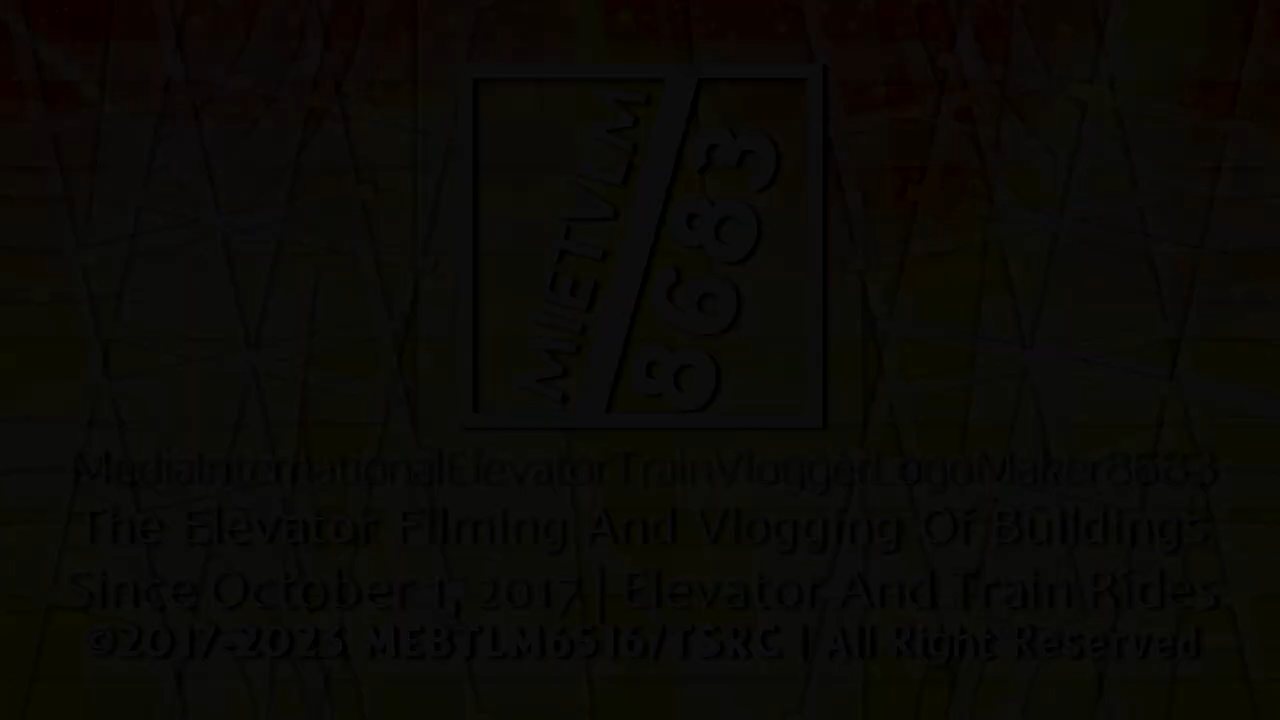 MIETVLM
8683
MediaInternationalElevatorTrainVloggerLogoMaker8683
The Elevator Filming And Vlogging Of Buildings
Since October 1, 2017 | Elevator And Train Rides
©2017-2023 MEBTLM6516/TSRC | All Right Reserved